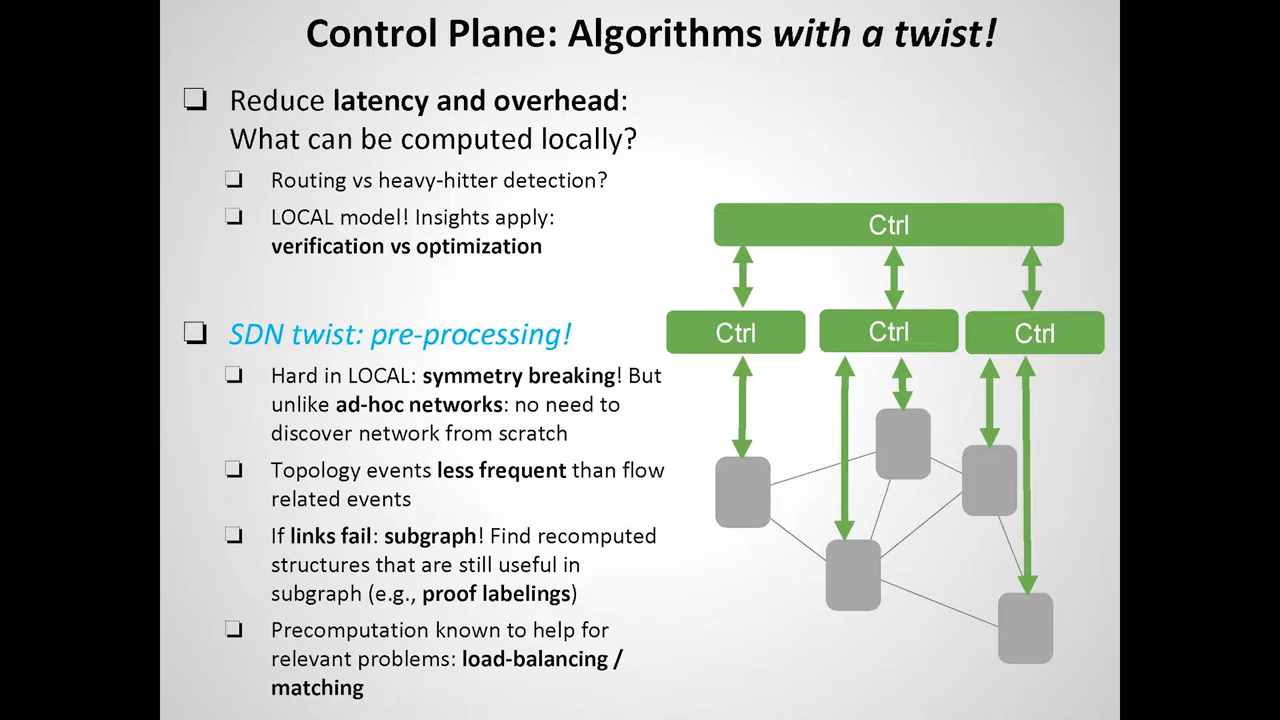 Control Plane: Algorithms with a twist!
Reduce latency and overhead:
What can be computed locally?
Routing vs heavy-hitter detection?
LOCAL model! Insights apply:
verification vs optimization
SDN twist: pre-processing!
Hard in LOCAL: symmetry breaking! But
unlike ad-hoc networks: no need to
discover network from scratch
Topology events less frequent than flow
related events
If links fail: subgraph! Find recomputed
structures that are still useful in
subgraph (e.g., proof labelings)
Precomputation known to help for
relevant problems: load-balancing /
matching
Ctrl
Ctrl
Ctrl
Ctrl